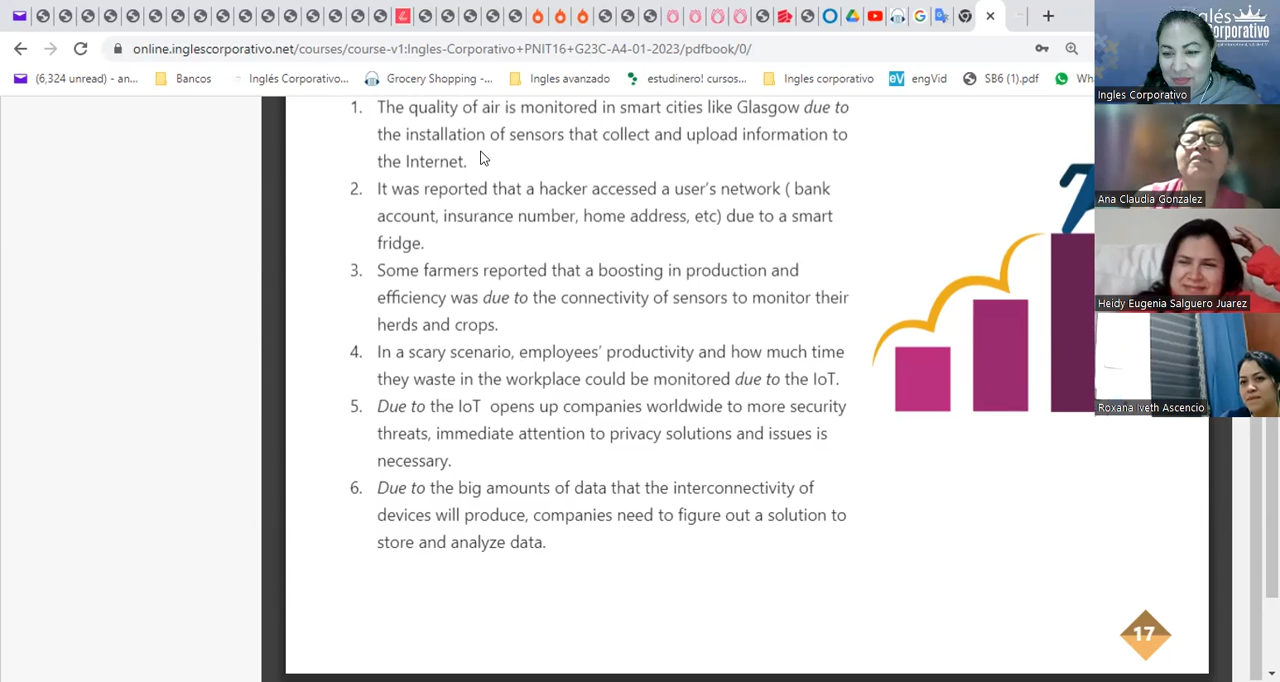 online.inglescorporativo.net/courses/course-v1:Ingles-Corporativo+PNIT16+G23C-A4-01-2023/pdfbook/0/
(6,324 unread) - an...
Bancos
Inglés Corporativo...
Grocery Shopping -...
Ingles avanzado
estudinero! cursos...
Ingles corporativo
eV
engVid
SB6 (1).pdf
Wh
1. The quality of air is monitored in smart cities like Glasgow due to
the installation of sensors that collect and upload information to
the Internet.
2. It was reported that a hacker accessed a user's network ( bank
account, insurance number, home address, etc) due to a smart
fridge.
3. Some farmers reported that a boosting in production and
efficiency was due to the connectivity of sensors to monitor their
herds and crops.
4. In a scary scenario, employees' productivity and how much time
they waste in the workplace could be monitored due to the IoT.
5. Due to the IoT opens up companies worldwide to more security
threats, immediate attention to privacy solutions and issues is
necessary.
6. Due to the big amounts of data that the interconnectivity of
devices will produce, companies need to figure out a solution to
store and analyze data.
17
Ingles Corporativo
Ana Claudia Gonzalez
Heidy Eugenia Salguero Juarez
Roxana Iveth Ascencio